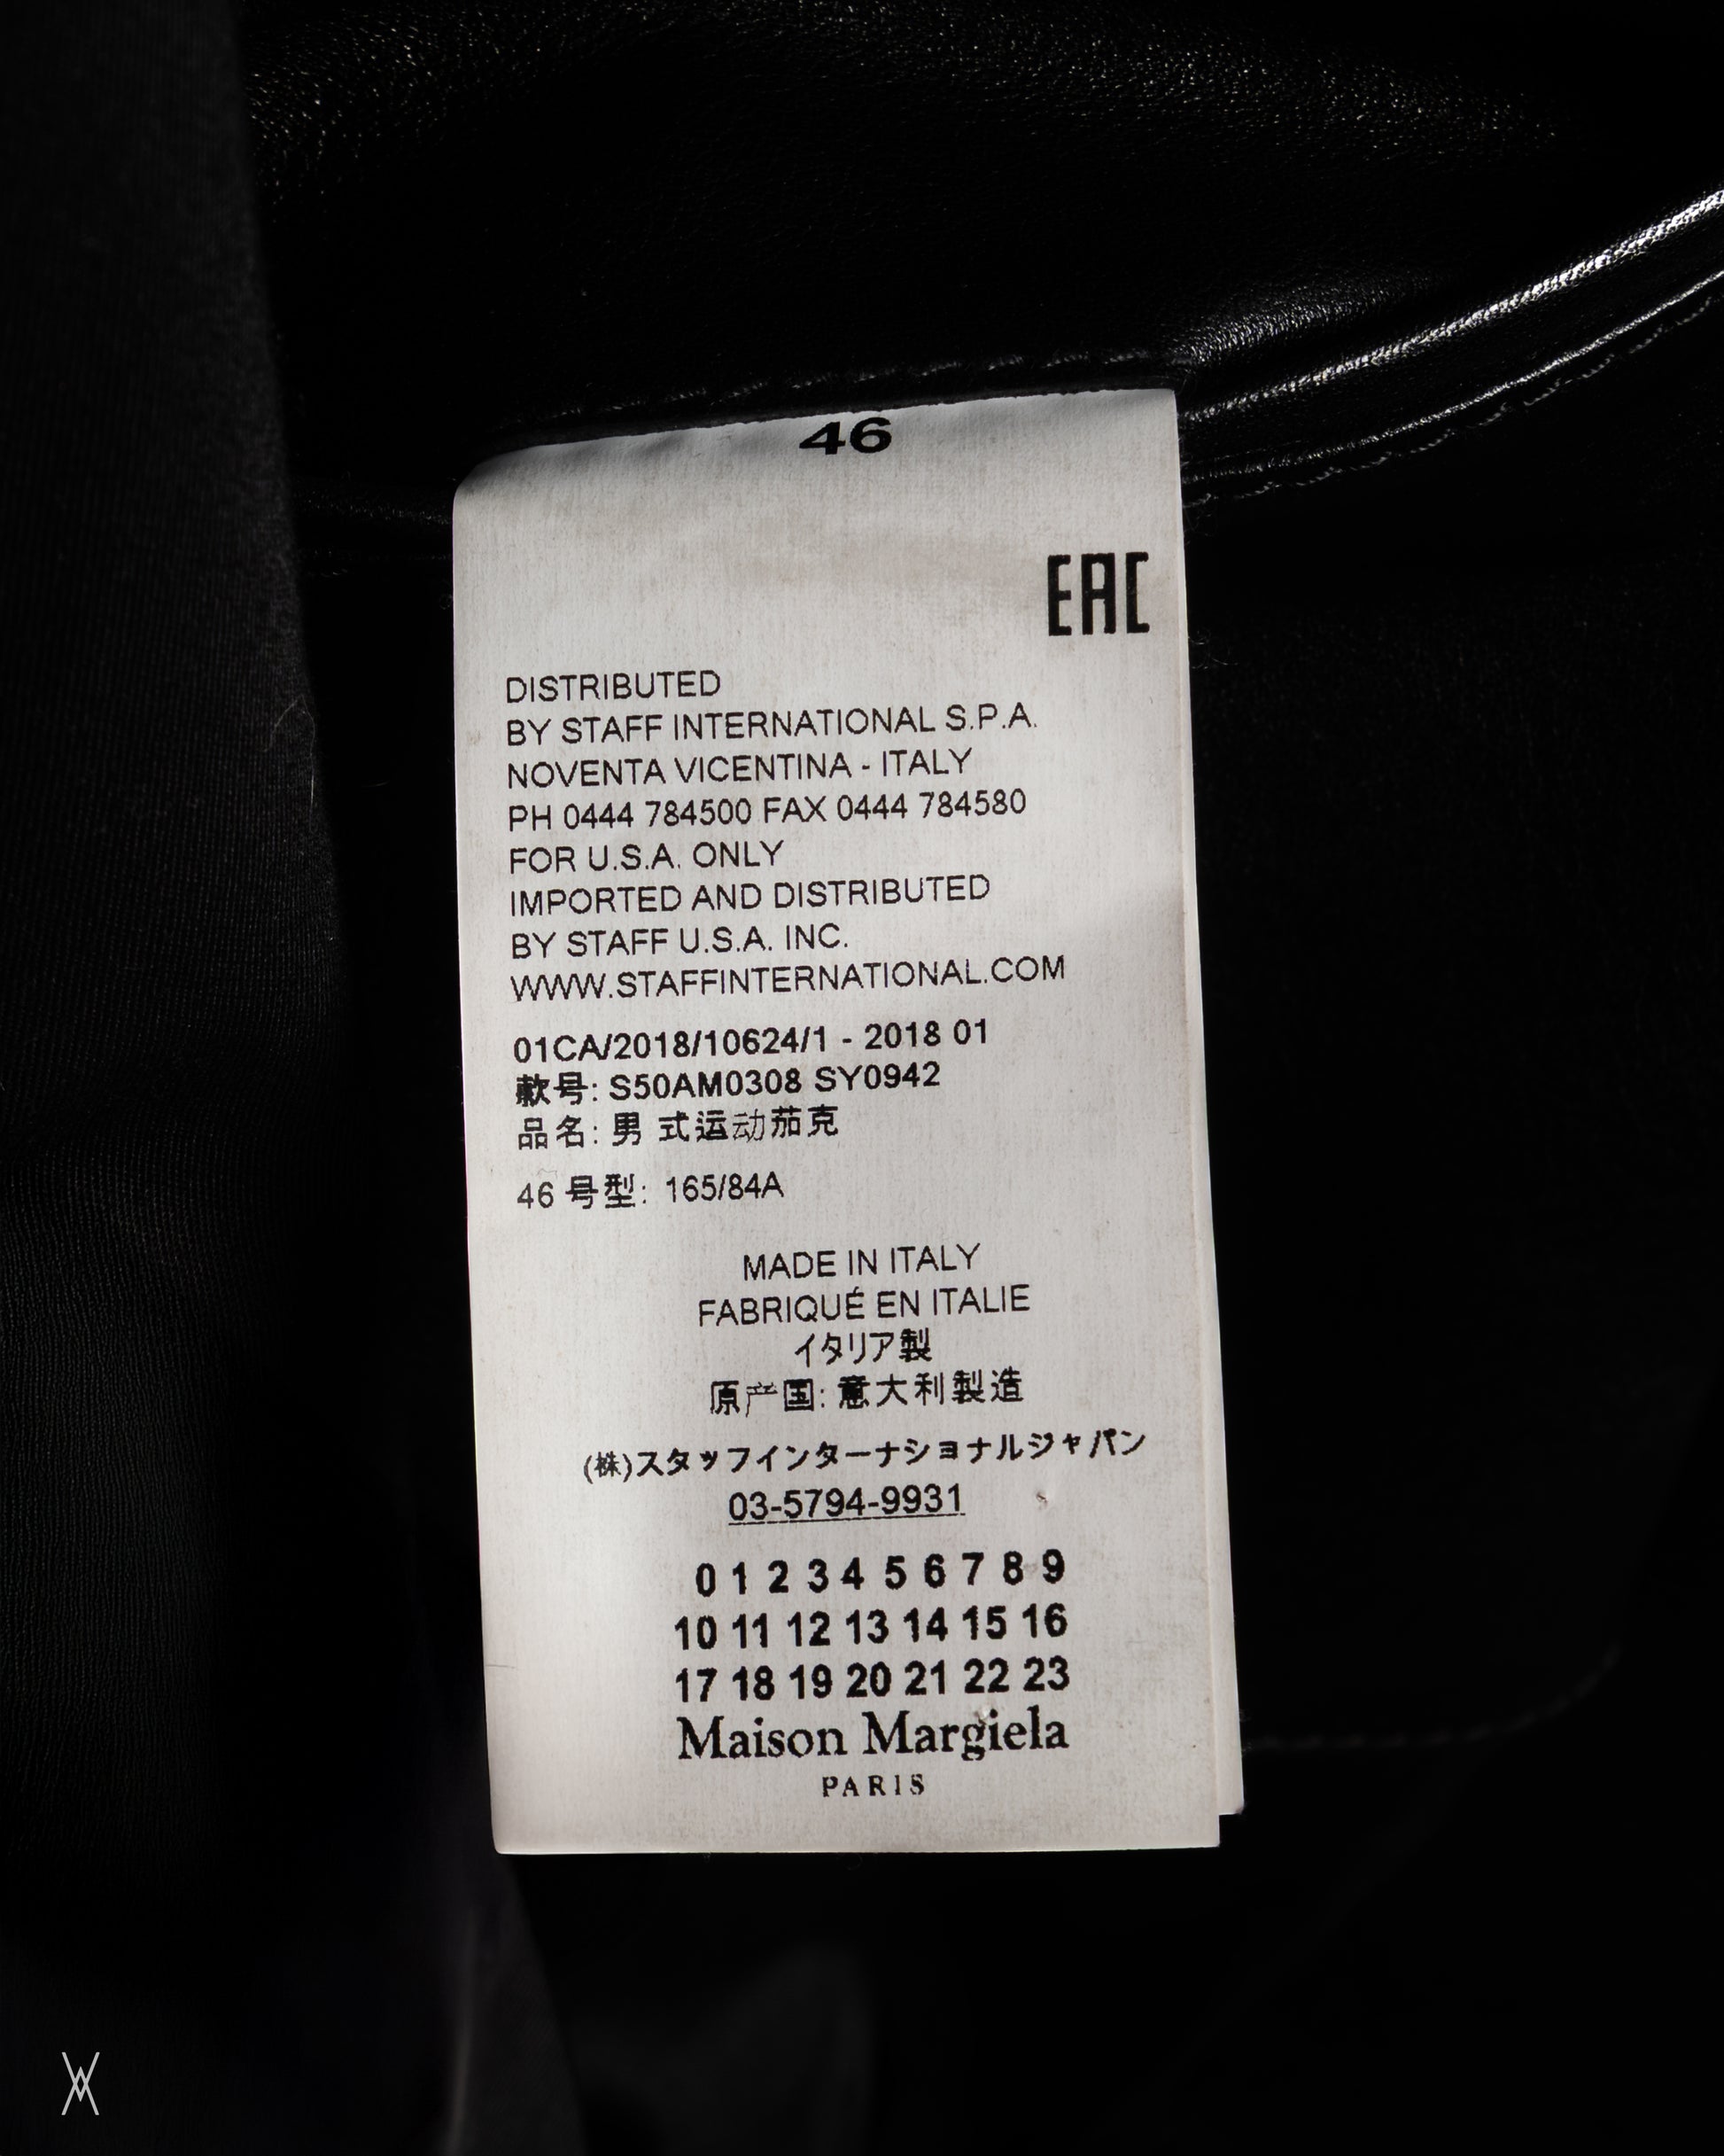 46
EAC
DISTRIBUTED
BY STAFF INTERNATIONAL S.P.A.
NOVENTA VICENTINA - ITALY
PH 0444 784500 FAX 0444 784580
FOR U.S.A. ONLY
IMPORTED AND DISTRIBUTED
BY STAFF U.S.A. INC.
WWW.STAFFINTERNATIONAL.COM
01CA/2018/10624/1 - 2018 01
款号: S50AM0308 SY0942
品名: 男 式运动茄克
46 号型: 165/84A
MADE IN ITALY
FABRIQUÉ EN ITALIE
イタリア製
原产国: 意大利製造
(株)スタッフインターナショナルジャパン
03-5794-9931
0 1 2 3 4 5 6 7 8 9
10 11 12 13 14 15 16
17 18 19 20 21 22 23
Maison Margiela
PARIS